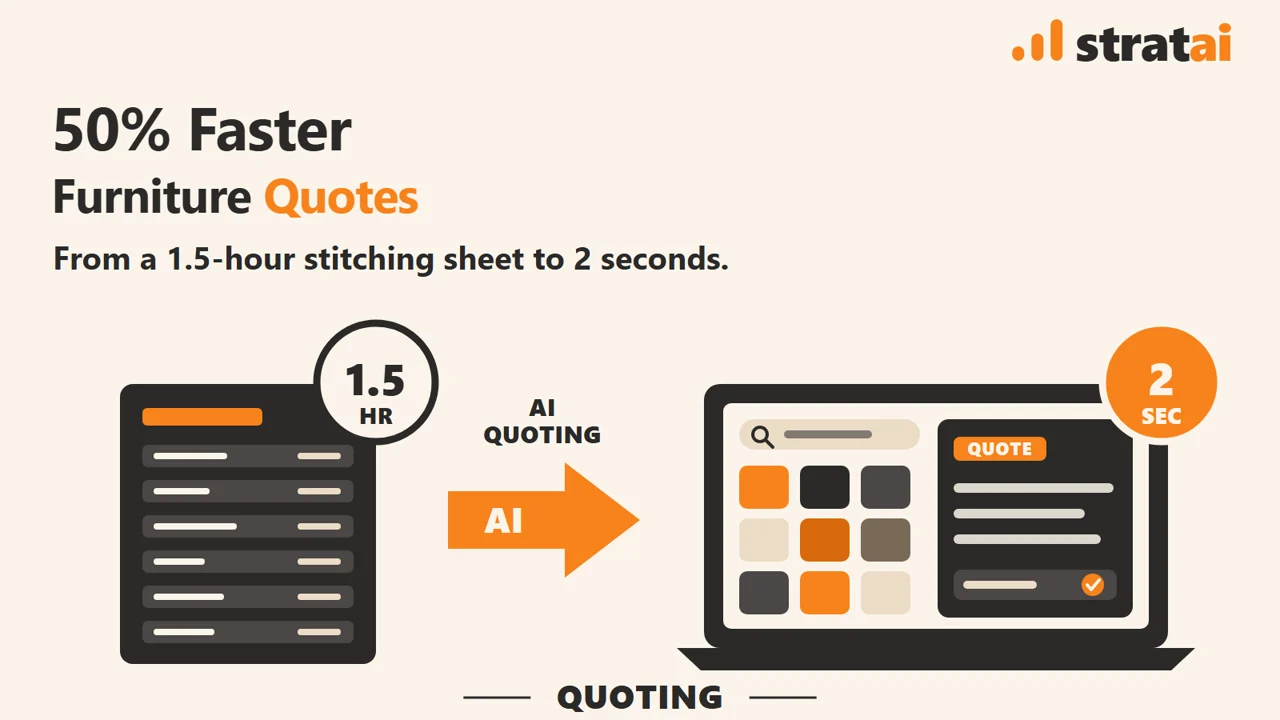 stratai
50% Faster
Furniture Quotes
From a 1.5-hour stitching sheet to 2 seconds.
1.5
HR
AI
QUOTING
AI
2
SEC
QUOTE
QUOTING